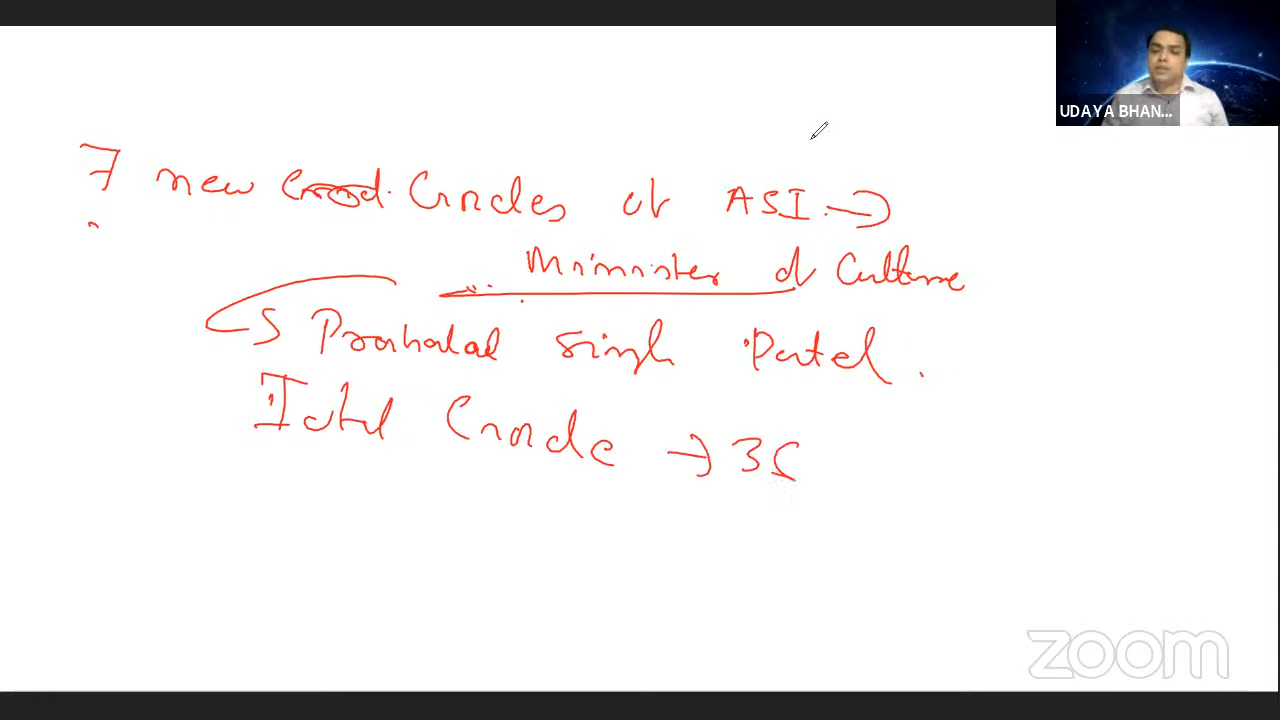 UDAYA BHAN...
7 new Circles of ASI →
Minister of Culture
Prahalad Singh Patel.
Total Circle → 36
zoom